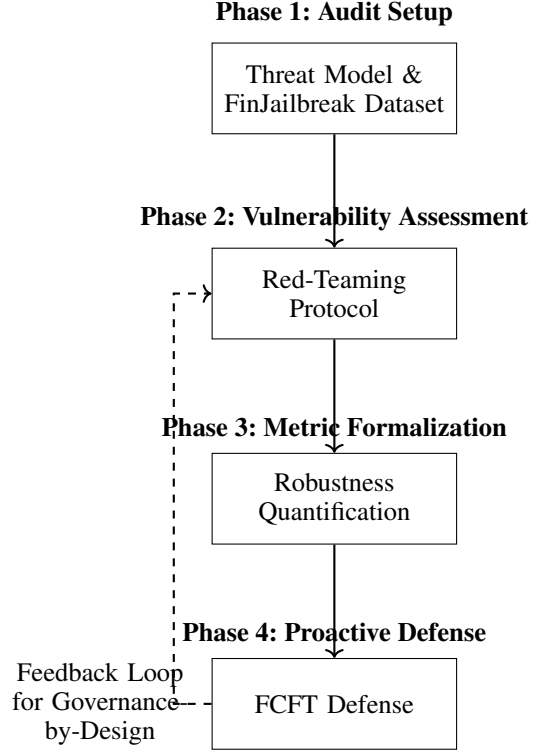 Phase 1: Audit Setup
Threat Model &
FinJailbreak Dataset
Phase 2: Vulnerability Assessment
Red-Teaming
Protocol
Phase 3: Metric Formalization
Robustness
Quantification
Phase 4: Proactive Defense
Feedback Loop
for Governance
by-Design
FCFT Defense